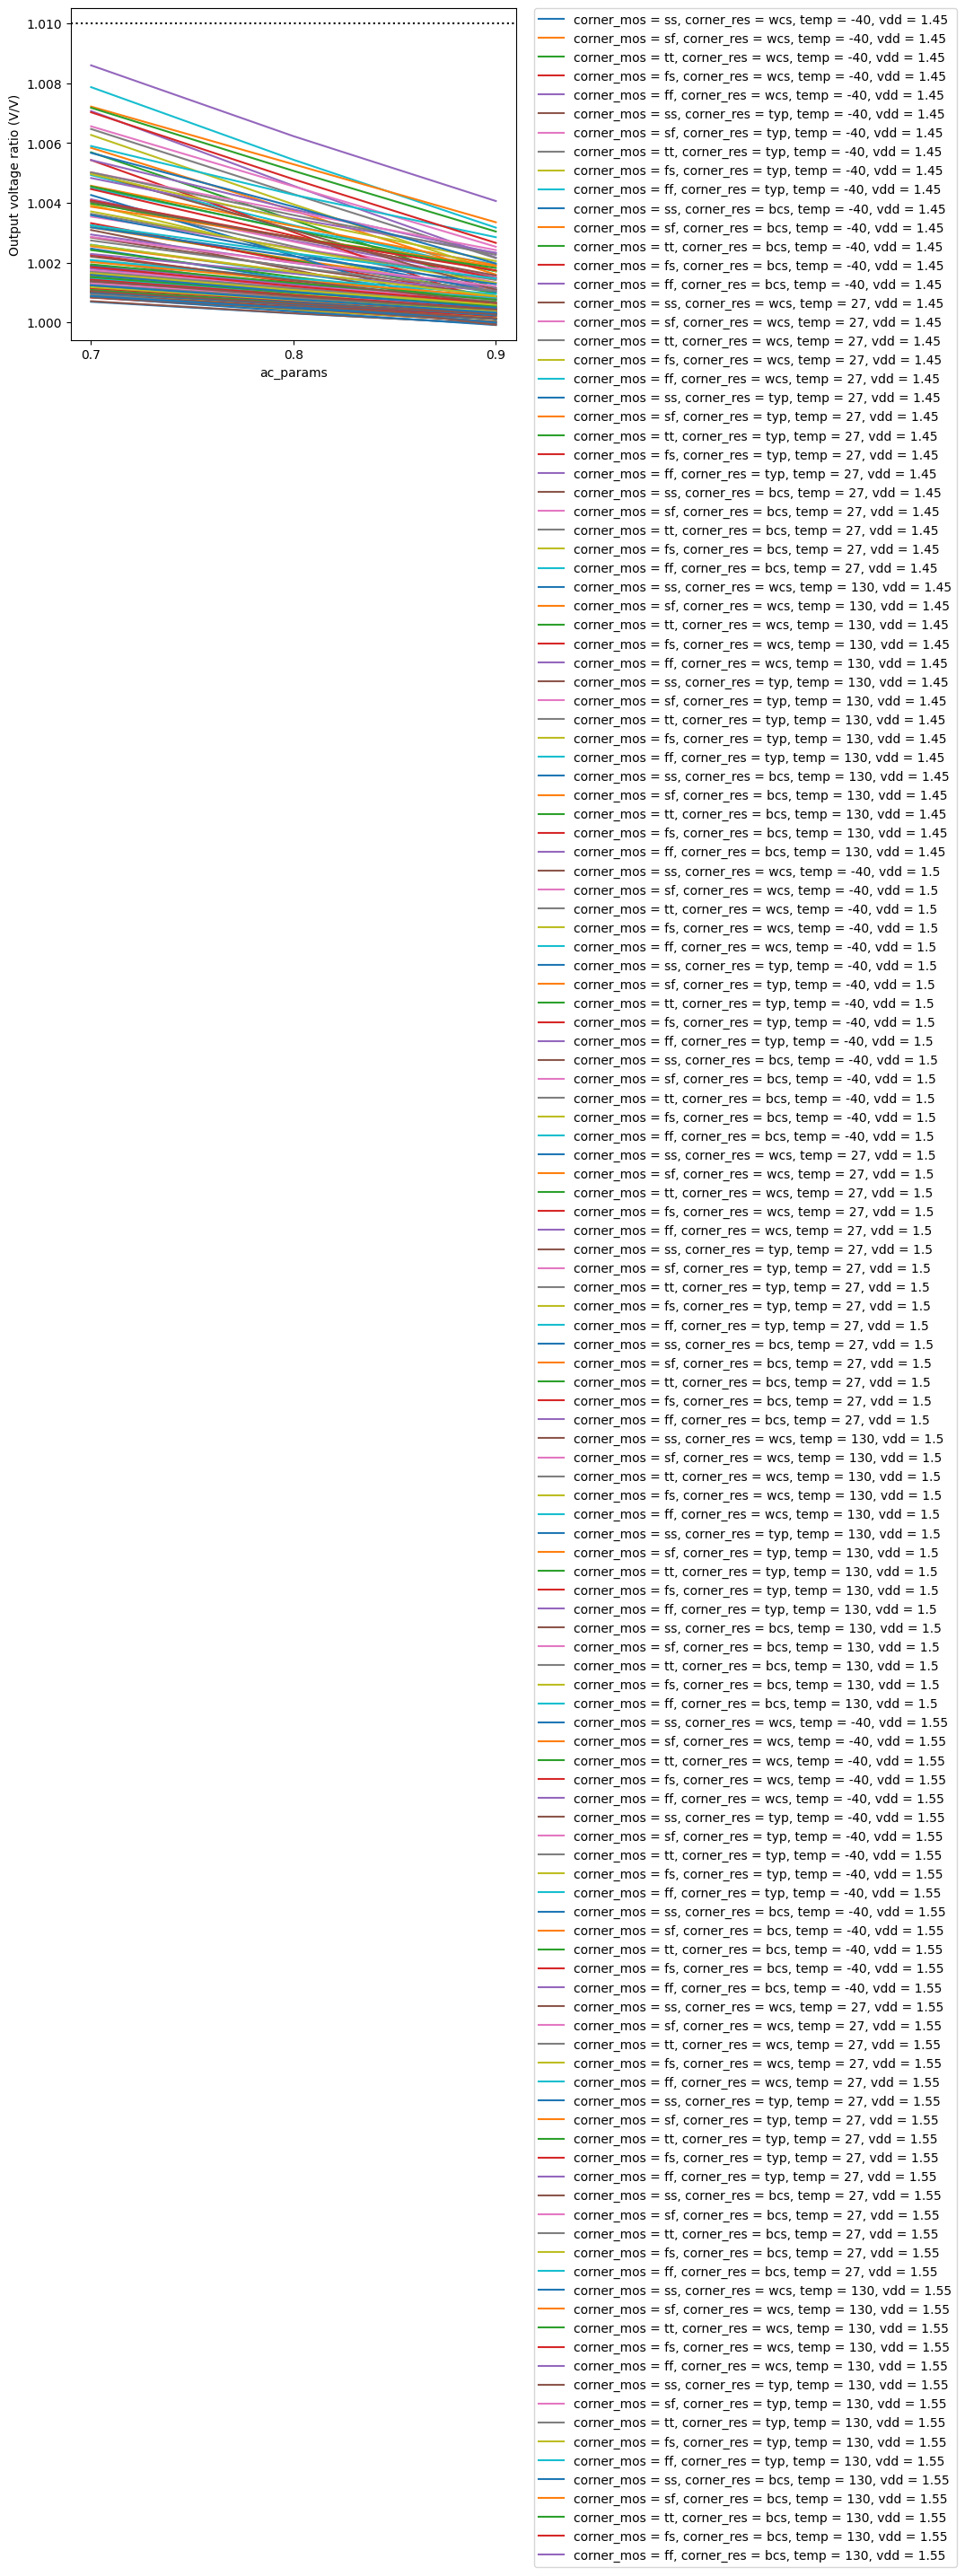 1.010
1.008
1.006
1.004
1.002
1.000
Output voltage ratio (V/V)
0.7
0.8
0.9
ac_params
corner_mos = ss, corner_res = wcs, temp = -40, vdd = 1.45
corner_mos = sf, corner_res = wcs, temp = -40, vdd = 1.45
corner_mos = tt, corner_res = wcs, temp = -40, vdd = 1.45
corner_mos = fs, corner_res = wcs, temp = -40, vdd = 1.45
corner_mos = ff, corner_res = wcs, temp = -40, vdd = 1.45
corner_mos = ss, corner_res = typ, temp = -40, vdd = 1.45
corner_mos = sf, corner_res = typ, temp = -40, vdd = 1.45
corner_mos = tt, corner_res = typ, temp = -40, vdd = 1.45
corner_mos = fs, corner_res = typ, temp = -40, vdd = 1.45
corner_mos = ff, corner_res = typ, temp = -40, vdd = 1.45
corner_mos = ss, corner_res = bcs, temp = -40, vdd = 1.45
corner_mos = sf, corner_res = bcs, temp = -40, vdd = 1.45
corner_mos = tt, corner_res = bcs, temp = -40, vdd = 1.45
corner_mos = fs, corner_res = bcs, temp = -40, vdd = 1.45
corner_mos = ff, corner_res = bcs, temp = -40, vdd = 1.45
corner_mos = ss, corner_res = wcs, temp = 27, vdd = 1.45
corner_mos = sf, corner_res = wcs, temp = 27, vdd = 1.45
corner_mos = tt, corner_res = wcs, temp = 27, vdd = 1.45
corner_mos = fs, corner_res = wcs, temp = 27, vdd = 1.45
corner_mos = ff, corner_res = wcs, temp = 27, vdd = 1.45
corner_mos = ss, corner_res = typ, temp = 27, vdd = 1.45
corner_mos = sf, corner_res = typ, temp = 27, vdd = 1.45
corner_mos = tt, corner_res = typ, temp = 27, vdd = 1.45
corner_mos = fs, corner_res = typ, temp = 27, vdd = 1.45
corner_mos = ff, corner_res = typ, temp = 27, vdd = 1.45
corner_mos = ss, corner_res = bcs, temp = 27, vdd = 1.45
corner_mos = sf, corner_res = bcs, temp = 27, vdd = 1.45
corner_mos = tt, corner_res = bcs, temp = 27, vdd = 1.45
corner_mos = fs, corner_res = bcs, temp = 27, vdd = 1.45
corner_mos = ff, corner_res = bcs, temp = 27, vdd = 1.45
corner_mos = ss, corner_res = wcs, temp = 130, vdd = 1.45
corner_mos = sf, corner_res = wcs, temp = 130, vdd = 1.45
corner_mos = tt, corner_res = wcs, temp = 130, vdd = 1.45
corner_mos = fs, corner_res = wcs, temp = 130, vdd = 1.45
corner_mos = ff, corner_res = wcs, temp = 130, vdd = 1.45
corner_mos = ss, corner_res = typ, temp = 130, vdd = 1.45
corner_mos = sf, corner_res = typ, temp = 130, vdd = 1.45
corner_mos = tt, corner_res = typ, temp = 130, vdd = 1.45
corner_mos = fs, corner_res = typ, temp = 130, vdd = 1.45
corner_mos = ff, corner_res = typ, temp = 130, vdd = 1.45
corner_mos = ss, corner_res = bcs, temp = 130, vdd = 1.45
corner_mos = sf, corner_res = bcs, temp = 130, vdd = 1.45
corner_mos = tt, corner_res = bcs, temp = 130, vdd = 1.45
corner_mos = fs, corner_res = bcs, temp = 130, vdd = 1.45
corner_mos = ff, corner_res = bcs, temp = 130, vdd = 1.45
corner_mos = ss, corner_res = wcs, temp = -40, vdd = 1.5
corner_mos = sf, corner_res = wcs, temp = -40, vdd = 1.5
corner_mos = tt, corner_res = wcs, temp = -40, vdd = 1.5
corner_mos = fs, corner_res = wcs, temp = -40, vdd = 1.5
corner_mos = ff, corner_res = wcs, temp = -40, vdd = 1.5
corner_mos = ss, corner_res = typ, temp = -40, vdd = 1.5
corner_mos = sf, corner_res = typ, temp = -40, vdd = 1.5
corner_mos = tt, corner_res = typ, temp = -40, vdd = 1.5
corner_mos = fs, corner_res = typ, temp = -40, vdd = 1.5
corner_mos = ff, corner_res = typ, temp = -40, vdd = 1.5
corner_mos = ss, corner_res = bcs, temp = -40, vdd = 1.5
corner_mos = sf, corner_res = bcs, temp = -40, vdd = 1.5
corner_mos = tt, corner_res = bcs, temp = -40, vdd = 1.5
corner_mos = fs, corner_res = bcs, temp = -40, vdd = 1.5
corner_mos = ff, corner_res = bcs, temp = -40, vdd = 1.5
corner_mos = ss, corner_res = wcs, temp = 27, vdd = 1.5
corner_mos = sf, corner_res = wcs, temp = 27, vdd = 1.5
corner_mos = tt, corner_res = wcs, temp = 27, vdd = 1.5
corner_mos = fs, corner_res = wcs, temp = 27, vdd = 1.5
corner_mos = ff, corner_res = wcs, temp = 27, vdd = 1.5
corner_mos = ss, corner_res = typ, temp = 27, vdd = 1.5
corner_mos = sf, corner_res = typ, temp = 27, vdd = 1.5
corner_mos = tt, corner_res = typ, temp = 27, vdd = 1.5
corner_mos = fs, corner_res = typ, temp = 27, vdd = 1.5
corner_mos = ff, corner_res = typ, temp = 27, vdd = 1.5
corner_mos = ss, corner_res = bcs, temp = 27, vdd = 1.5
corner_mos = sf, corner_res = bcs, temp = 27, vdd = 1.5
corner_mos = tt, corner_res = bcs, temp = 27, vdd = 1.5
corner_mos = fs, corner_res = bcs, temp = 27, vdd = 1.5
corner_mos = ff, corner_res = bcs, temp = 27, vdd = 1.5
corner_mos = ss, corner_res = wcs, temp = 130, vdd = 1.5
corner_mos = sf, corner_res = wcs, temp = 130, vdd = 1.5
corner_mos = tt, corner_res = wcs, temp = 130, vdd = 1.5
corner_mos = fs, corner_res = wcs, temp = 130, vdd = 1.5
corner_mos = ff, corner_res = wcs, temp = 130, vdd = 1.5
corner_mos = ss, corner_res = typ, temp = 130, vdd = 1.5
corner_mos = sf, corner_res = typ, temp = 130, vdd = 1.5
corner_mos = tt, corner_res = typ, temp = 130, vdd = 1.5
corner_mos = fs, corner_res = typ, temp = 130, vdd = 1.5
corner_mos = ff, corner_res = typ, temp = 130, vdd = 1.5
corner_mos = ss, corner_res = bcs, temp = 130, vdd = 1.5
corner_mos = sf, corner_res = bcs, temp = 130, vdd = 1.5
corner_mos = tt, corner_res = bcs, temp = 130, vdd = 1.5
corner_mos = fs, corner_res = bcs, temp = 130, vdd = 1.5
corner_mos = ff, corner_res = bcs, temp = 130, vdd = 1.5
corner_mos = ss, corner_res = wcs, temp = -40, vdd = 1.55
corner_mos = sf, corner_res = wcs, temp = -40, vdd = 1.55
corner_mos = tt, corner_res = wcs, temp = -40, vdd = 1.55
corner_mos = fs, corner_res = wcs, temp = -40, vdd = 1.55
corner_mos = ff, corner_res = wcs, temp = -40, vdd = 1.55
corner_mos = ss, corner_res = typ, temp = -40, vdd = 1.55
corner_mos = sf, corner_res = typ, temp = -40, vdd = 1.55
corner_mos = tt, corner_res = typ, temp = -40, vdd = 1.55
corner_mos = fs, corner_res = typ, temp = -40, vdd = 1.55
corner_mos = ff, corner_res = typ, temp = -40, vdd = 1.55
corner_mos = ss, corner_res = bcs, temp = -40, vdd = 1.55
corner_mos = sf, corner_res = bcs, temp = -40, vdd = 1.55
corner_mos = tt, corner_res = bcs, temp = -40, vdd = 1.55
corner_mos = fs, corner_res = bcs, temp = -40, vdd = 1.55
corner_mos = ff, corner_res = bcs, temp = -40, vdd = 1.55
corner_mos = ss, corner_res = wcs, temp = 27, vdd = 1.55
corner_mos = sf, corner_res = wcs, temp = 27, vdd = 1.55
corner_mos = tt, corner_res = wcs, temp = 27, vdd = 1.55
corner_mos = fs, corner_res = wcs, temp = 27, vdd = 1.55
corner_mos = ff, corner_res = wcs, temp = 27, vdd = 1.55
corner_mos = ss, corner_res = typ, temp = 27, vdd = 1.55
corner_mos = sf, corner_res = typ, temp = 27, vdd = 1.55
corner_mos = tt, corner_res = typ, temp = 27, vdd = 1.55
corner_mos = fs, corner_res = typ, temp = 27, vdd = 1.55
corner_mos = ff, corner_res = typ, temp = 27, vdd = 1.55
corner_mos = ss, corner_res = bcs, temp = 27, vdd = 1.55
corner_mos = sf, corner_res = bcs, temp = 27, vdd = 1.55
corner_mos = tt, corner_res = bcs, temp = 27, vdd = 1.55
corner_mos = fs, corner_res = bcs, temp = 27, vdd = 1.55
corner_mos = ff, corner_res = bcs, temp = 27, vdd = 1.55
corner_mos = ss, corner_res = wcs, temp = 130, vdd = 1.55
corner_mos = sf, corner_res = wcs, temp = 130, vdd = 1.55
corner_mos = tt, corner_res = wcs, temp = 130, vdd = 1.55
corner_mos = fs, corner_res = wcs, temp = 130, vdd = 1.55
corner_mos = ff, corner_res = wcs, temp = 130, vdd = 1.55
corner_mos = ss, corner_res = typ, temp = 130, vdd = 1.55
corner_mos = sf, corner_res = typ, temp = 130, vdd = 1.55
corner_mos = tt, corner_res = typ, temp = 130, vdd = 1.55
corner_mos = fs, corner_res = typ, temp = 130, vdd = 1.55
corner_mos = ff, corner_res = typ, temp = 130, vdd = 1.55
corner_mos = ss, corner_res = bcs, temp = 130, vdd = 1.55
corner_mos = sf, corner_res = bcs, temp = 130, vdd = 1.55
corner_mos = tt, corner_res = bcs, temp = 130, vdd = 1.55
corner_mos = fs, corner_res = bcs, temp = 130, vdd = 1.55
corner_mos = ff, corner_res = bcs, temp = 130, vdd = 1.55